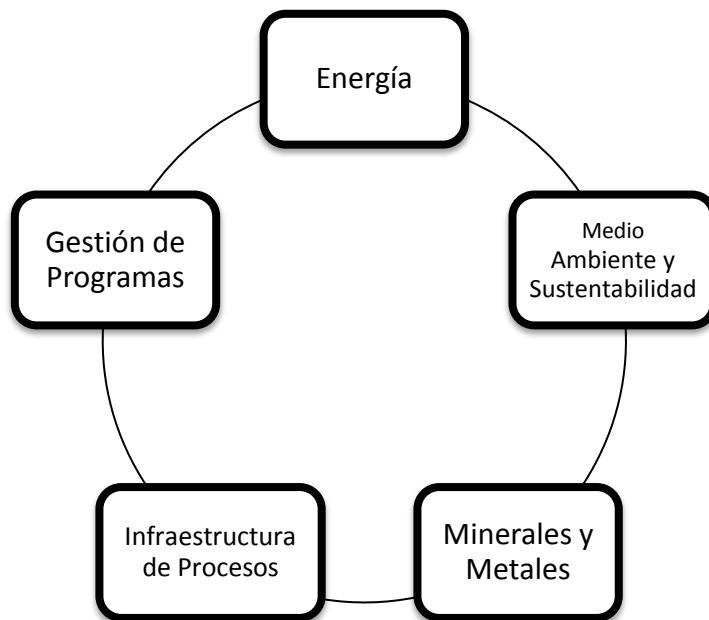 Energía
Medio
Ambiente y
Sustentabilidad
Minerales y
Metales
Infraestructura
de Procesos
Gestión de
Programas